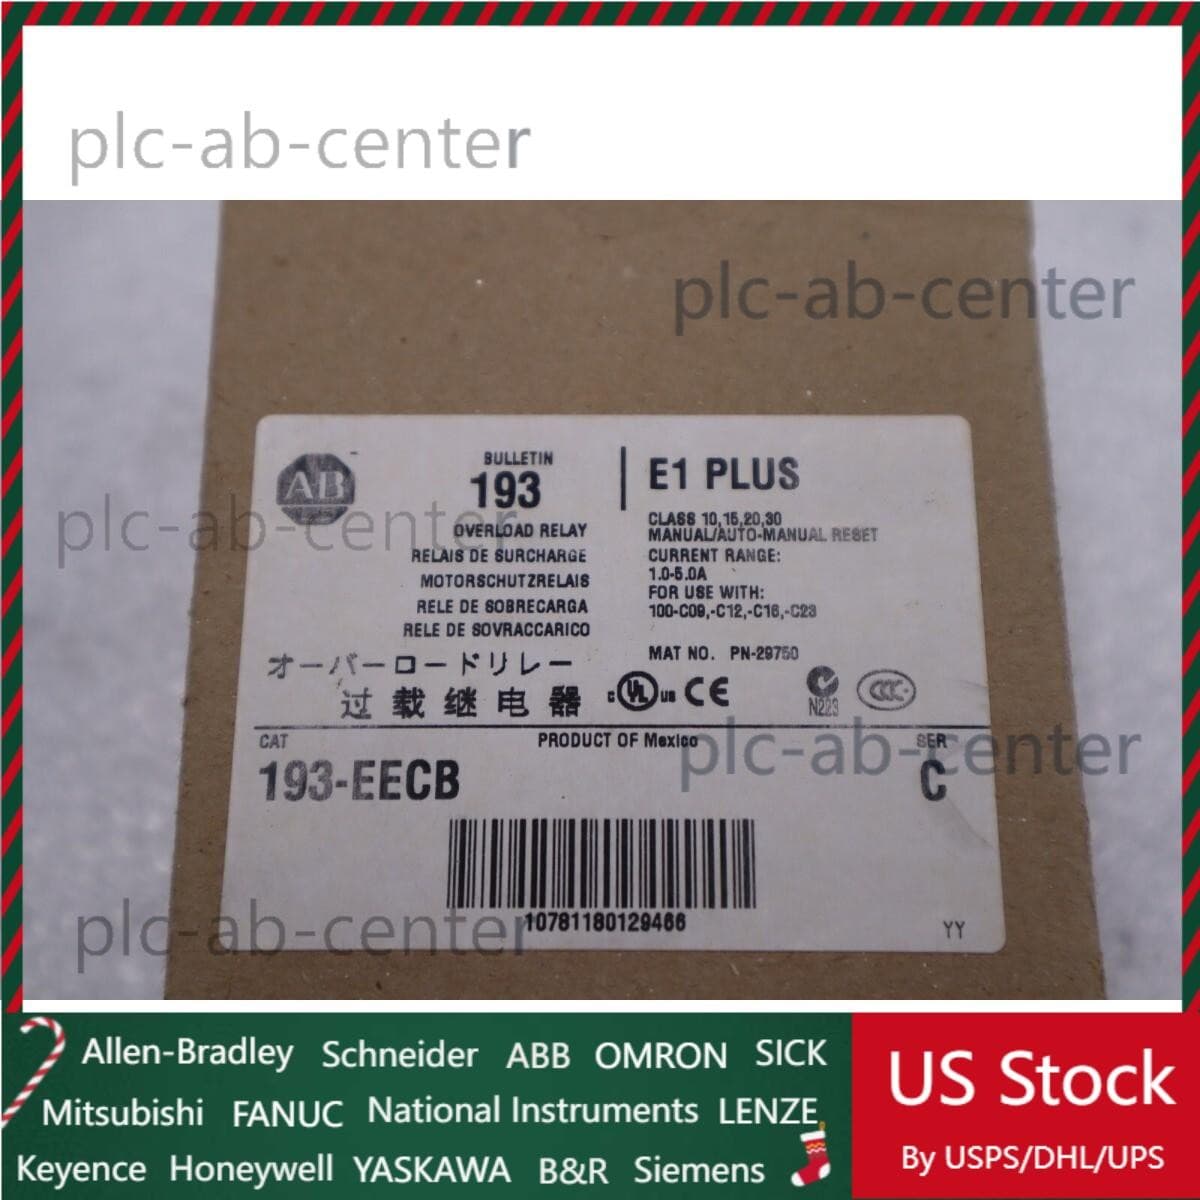 plc-ab-center
plc-ab-center
AB
BULLETIN
193
OVERLOAD RELAY
RELAIS DE SURCHARGE
MOTORSCHUTZRELAIS
RELE DE SOBRECARGA
RELE DE SOVRACCARICO
オーバーロードリレー
过载继电器
E1 PLUS
CLASS 10,15,20,30
MANUAL/AUTO-MANUAL RESET
CURRENT RANGE:
1.0-5.0A
FOR USE WITH:
100-C09,-C12,-C16,-C23
MAT NO. PN-29750
plc-ab-center
C UL US CE
N223
CCC
CAT
PRODUCT OF Mexico
SER
193-EECB
C
plc-ab-center
10781180129466
YY
plc-ab-center
Allen-Bradley Schneider ABB OMRON SICK
Mitsubishi FANUC National Instruments LENZE
Keyence Honeywell YASKAWA B&R Siemens
US Stock
By USPS/DHL/UPS